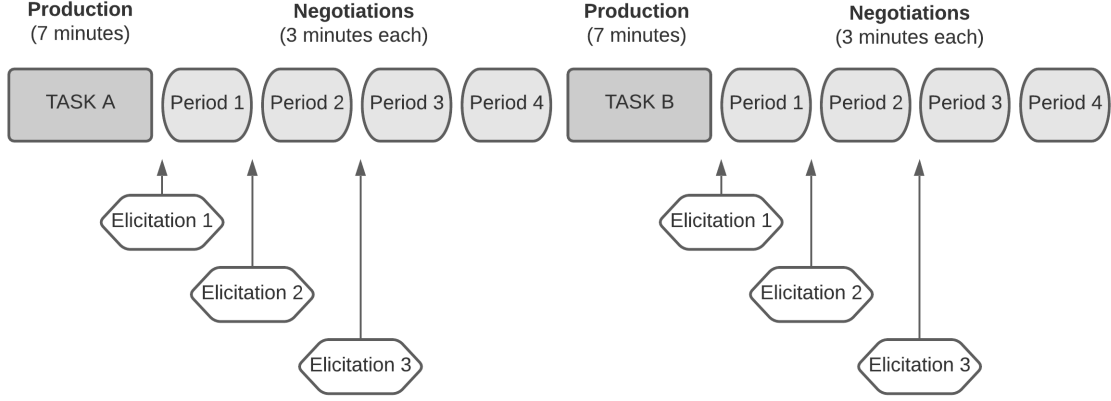 Production
(7 minutes)
Negotiations
(3 minutes each)
Production
(7 minutes)
Negotiations
(3 minutes each)
TASK A
Period 1
Period 2
Period 3
Period 4
TASK B
Period 1
Period 2
Period 3
Period 4
Elicitation 1
Elicitation 1
Elicitation 2
Elicitation 2
Elicitation 3
Elicitation 3